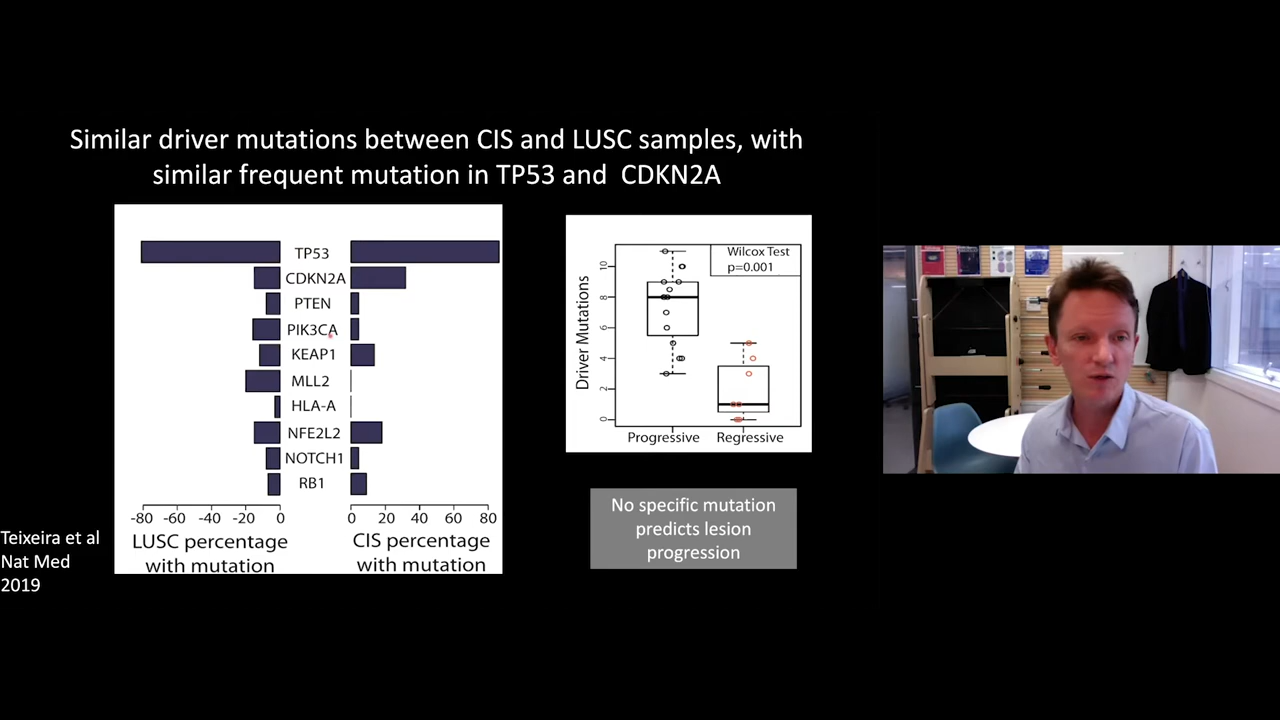 Similar driver mutations between CIS and LUSC samples, with
similar frequent mutation in TP53 and CDKN2A
TP53
CDKN2A
PTEN
PIK3CA
KEAP1
MLL2
HLA-A
NFE2L2
NOTCH1
RB1
-80 -60 -40 -20 0
0 20 40 60 80
LUSC percentage
with mutation
CIS percentage
with mutation
Wilcox Test
p=0.001
Driver Mutations
10
8
6
4
2
0
Progressive Regressive
No specific mutation
predicts lesion
progression
Teixeira et al
Nat Med
2019